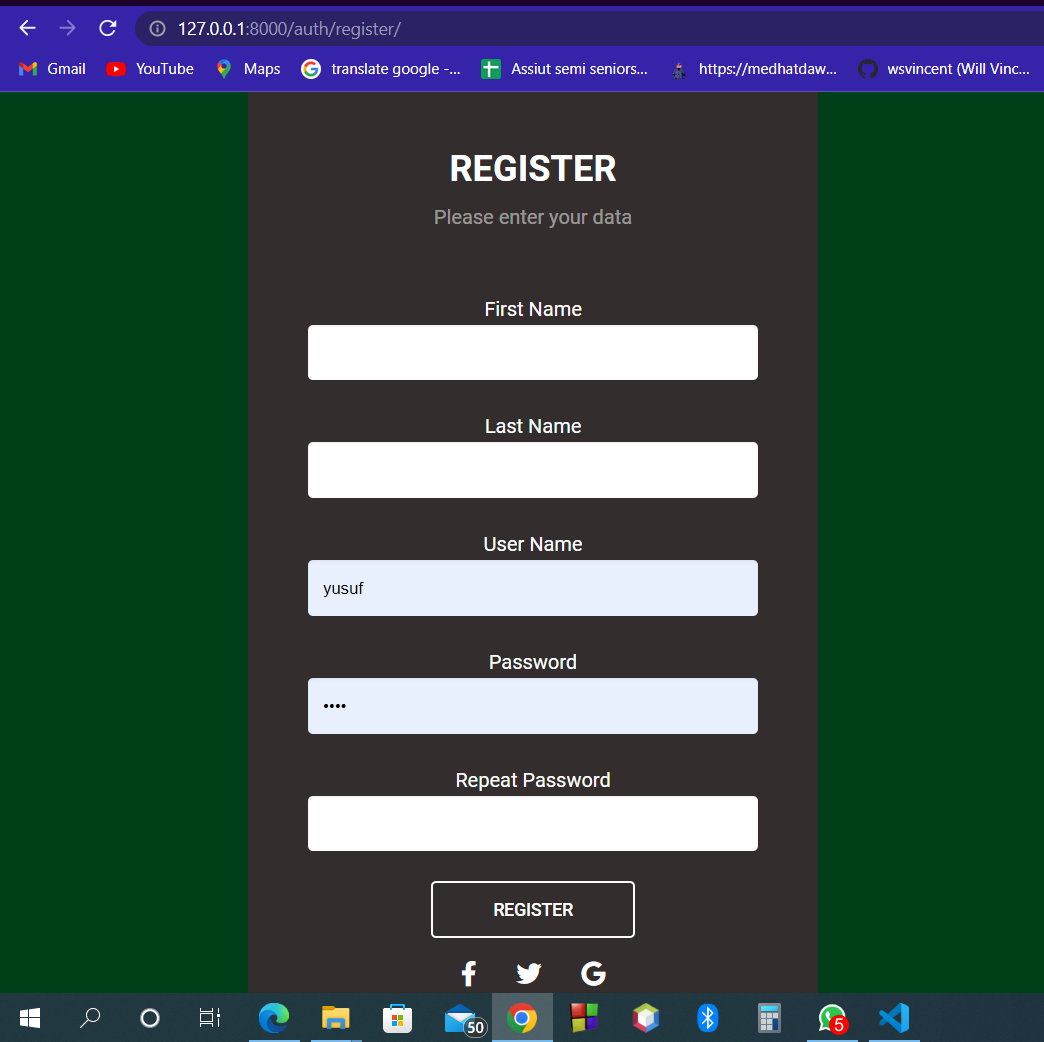 127.0.0.1:8000/auth/register/
Gmail YouTube Maps translate google -... Assiut semi seniors... https://medhatdaw... wsvincent (Will Vinc...
REGISTER
Please enter your data
First Name
Last Name
User Name
yusuf
Password
••••
Repeat Password
REGISTER
50 5